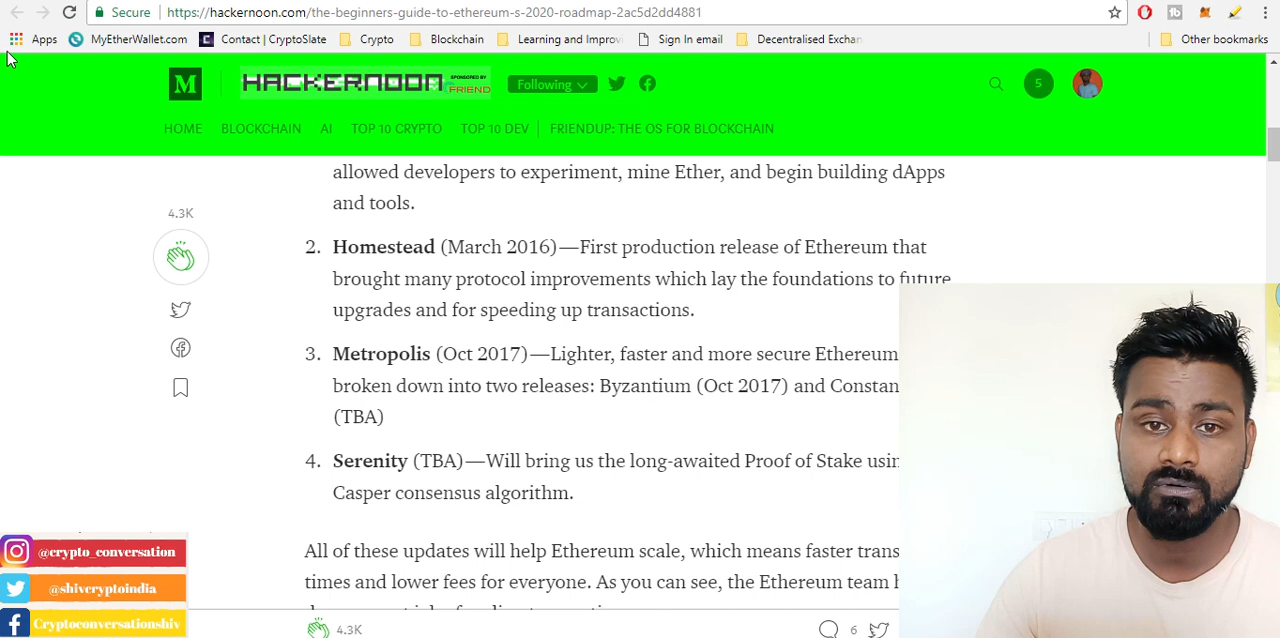 Secure https://hackernoon.com/the-beginners-guide-to-ethereum-s-2020-roadmap-2ac5d2dd4881
Apps MyEtherWallet.com Contact | CryptoSlate Crypto Blockchain Learning and Improvi Sign In email Decentralised Exchan Other bookmarks
M HACKERNOON SPONSORED BY FRIEND Following 5
HOME BLOCKCHAIN AI TOP 10 CRYPTO TOP 10 DEV FRIENDUP: THE OS FOR BLOCKCHAIN
allowed developers to experiment, mine Ether, and begin building dApps
and tools.
4.3K
2. Homestead (March 2016)—First production release of Ethereum that
brought many protocol improvements which lay the foundations to future
upgrades and for speeding up transactions.
3. Metropolis (Oct 2017)—Lighter, faster and more secure Ethereum
broken down into two releases: Byzantium (Oct 2017) and Constan
(TBA)
4. Serenity (TBA)—Will bring us the long-awaited Proof of Stake usin
Casper consensus algorithm.
All of these updates will help Ethereum scale, which means faster trans
times and lower fees for everyone. As you can see, the Ethereum team
@crypto_conversation
@shivcryptoindia
Cryptoconversationshiv
4.3K 6